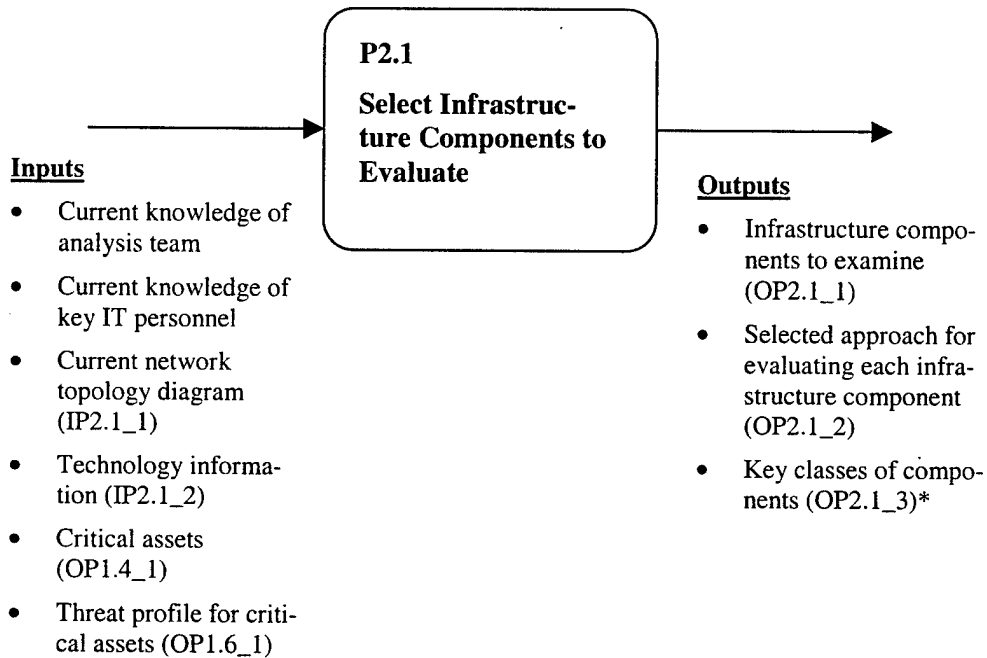 P2.1
Select Infrastruc-
ture Components to
Evaluate
Inputs
• Current knowledge of
analysis team
• Current knowledge of
key IT personnel
• Current network
topology diagram
(IP2.1_1)
• Technology informa-
tion (IP2.1_2)
• Critical assets
(OP1.4_1)
• Threat profile for criti-
cal assets (OP1.6_1)
Outputs
• Infrastructure compo-
nents to examine
(OP2.1_1)
• Selected approach for
evaluating each infra-
structure component
(OP2.1_2)
• Key classes of compo-
nents (OP2.1_3)*